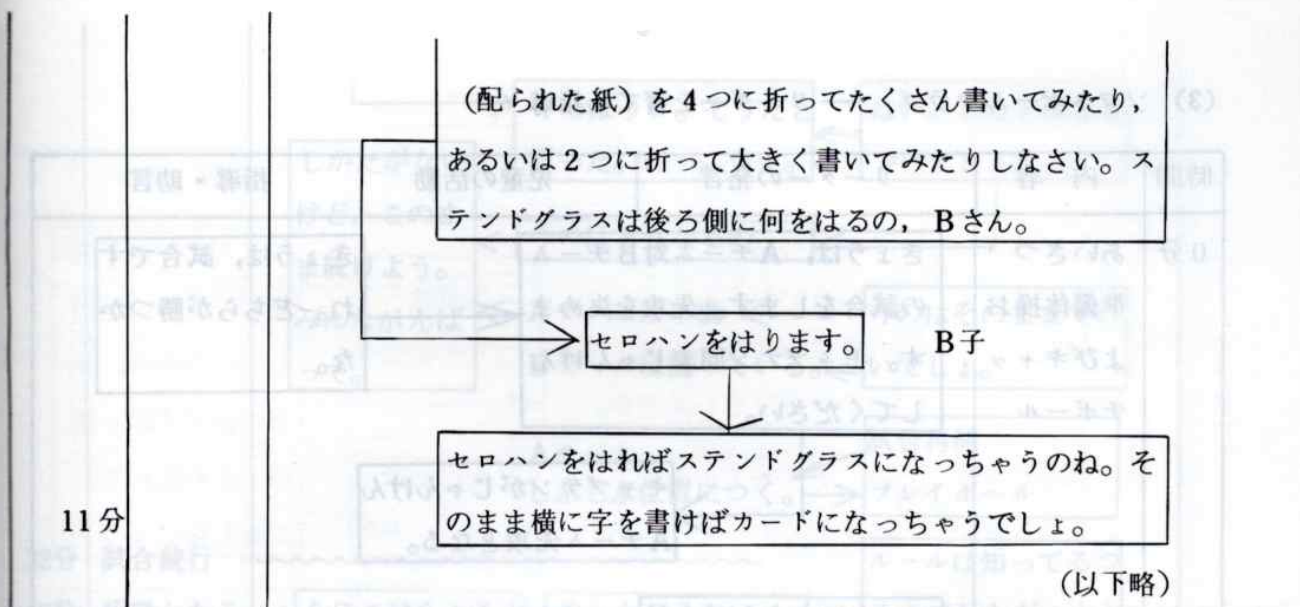 (配られた紙)を4つに折ってたくさん書いてみたり,
あるいは2つに折って大きく書いてみたりしなさい。ス
テンドグラスは後ろ側に何をはるの,Bさん。
セロハンをはります。 B子
セロハンをはればステンドグラスになっちゃうのね。そ
11分 のまま横に字を書けばカードになっちゃうでしょ。
(以下略)